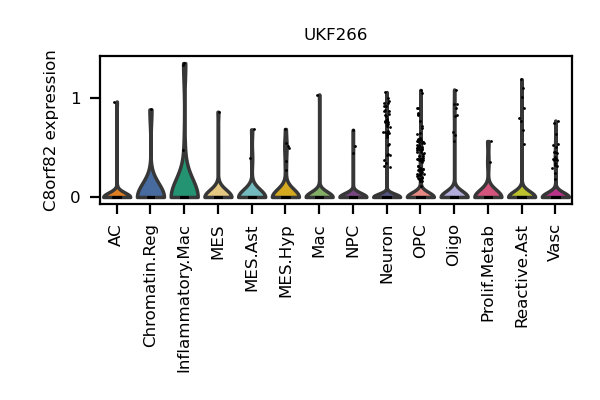 UKF266
C8orf82 expression
1
0
AC
Chromatin.Reg
Inflammatory.Mac
MES
MES.Ast
MES.Hyp
Mac
NPC
Neuron
OPC
Oligo
Prolif.Metab
Reactive.Ast
Vasc